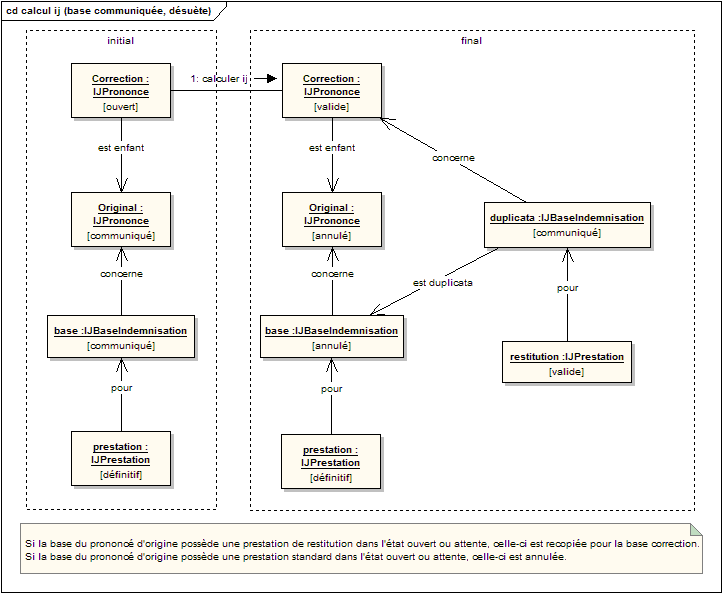 cd calcul ij (base communiquée, désuète)
initial
final
Correction :
IJPrononce
[ouvert]
1: calculer ij
Correction :
IJPrononce
[valide]
est enfant
est enfant
concerne
Original :
IJPrononce
[communiqué]
Original :
IJPrononce
[annulé]
duplicata :IJBaseIndemnisation
[communiqué]
concerne
concerne
est duplicata
pour
base :IJBaseIndemnisation
[communiqué]
base :IJBaseIndemnisation
[annulé]
restitution :IJPrestation
[valide]
pour
pour
prestation :
IJPrestation
[définitif]
prestation :
IJPrestation
[définitif]
Si la base du prononcé d'origine possède une prestation de restitution dans l'état ouvert ou attente, celle-ci est recopiée pour la base correction.
Si la base du prononcé d'origine possède une prestation standard dans l'état ouvert ou attente, celle-ci est annulée.